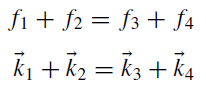 f₁ + f₂ = f₃ + f₄
k⃗₁ + k⃗₂ = k⃗₃ + k⃗₄